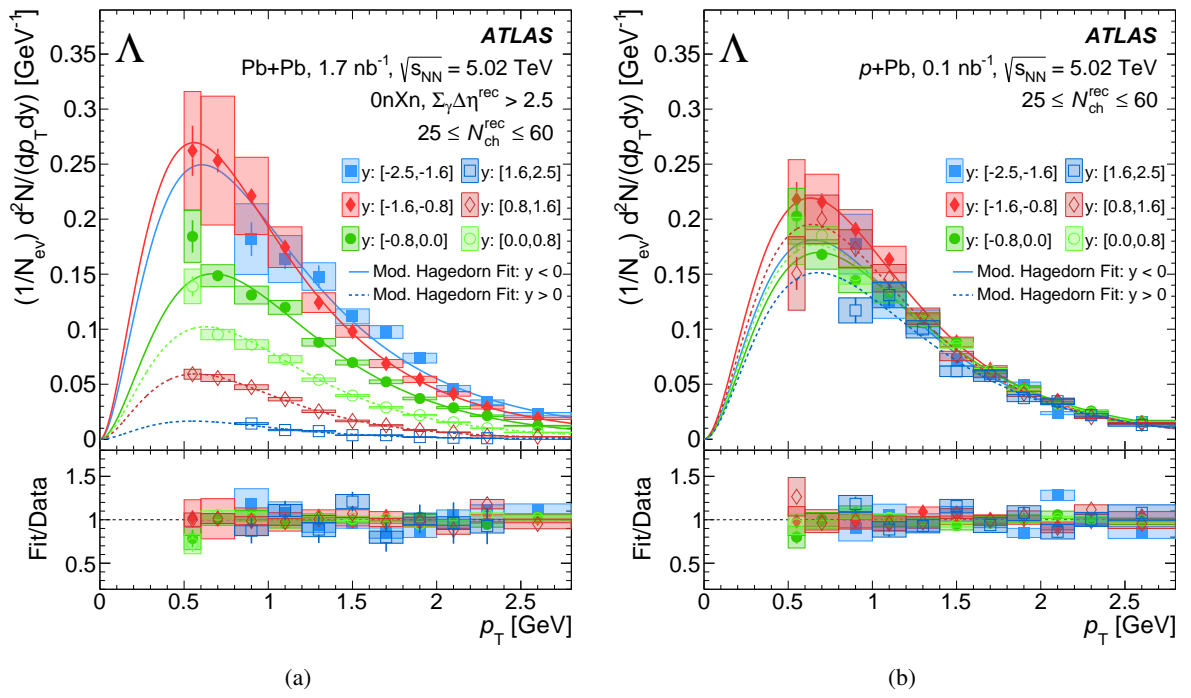 Λ
ATLAS
Pb+Pb, 1.7 nb⁻¹, √s_NN = 5.02 TeV
0nXn, Σ_γΔη^rec > 2.5
25 ≤ N_ch^rec ≤ 60
y: [-2.5,-1.6] y: [1.6,2.5]
y: [-1.6,-0.8] y: [0.8,1.6]
y: [-0.8,0.0] y: [0.0,0.8]
Mod. Hagedorn Fit: y < 0
Mod. Hagedorn Fit: y > 0
(1/N_ev) d²N/(dp_T dy) [GeV⁻¹]
0.35
0.3
0.25
0.2
0.15
0.1
0.05
0
Fit/Data
1.5
1
0.5
0 0.5 1 1.5 2 2.5
p_T [GeV]
(a)
Λ
ATLAS
p+Pb, 0.1 nb⁻¹, √s_NN = 5.02 TeV
25 ≤ N_ch^rec ≤ 60
y: [-2.5,-1.6] y: [1.6,2.5]
y: [-1.6,-0.8] y: [0.8,1.6]
y: [-0.8,0.0] y: [0.0,0.8]
Mod. Hagedorn Fit: y < 0
Mod. Hagedorn Fit: y > 0
(1/N_ev) d²N/(dp_T dy) [GeV⁻¹]
0.35
0.3
0.25
0.2
0.15
0.1
0.05
0
Fit/Data
1.5
1
0.5
0 0.5 1 1.5 2 2.5
p_T [GeV]
(b)